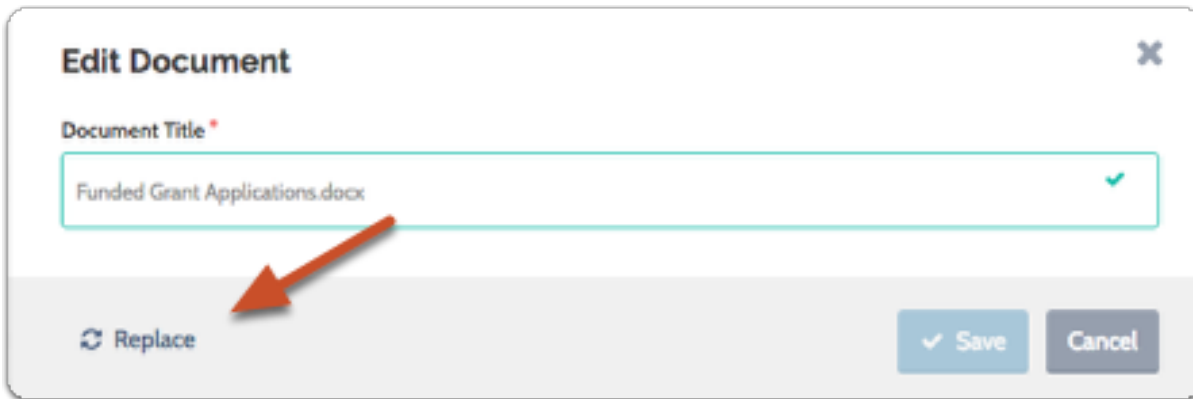 Edit Document
Document Title *
Funded Grant Applications.docx
Replace
Save
Cancel